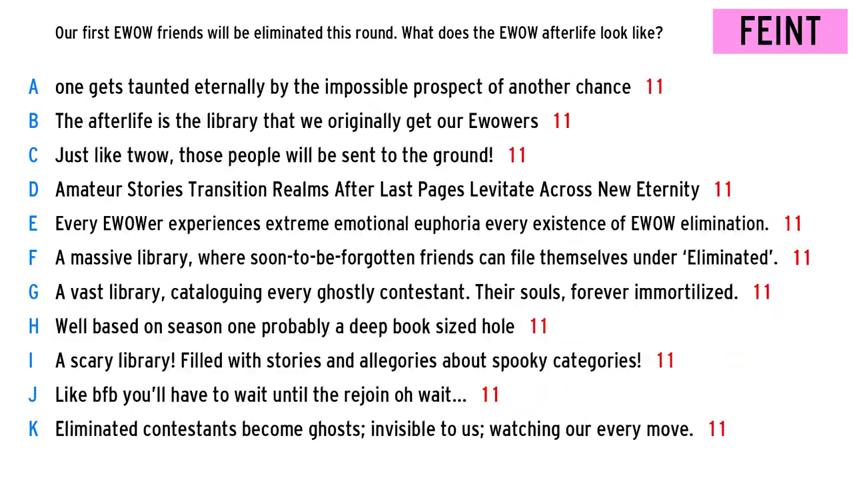 Our first EWOW friends will be eliminated this round. What does the EWOW afterlife look like?
FEINT
A one gets taunted eternally by the impossible prospect of another chance 11
B The afterlife is the library that we originally get our Ewowers 11
C Just like twow, those people will be sent to the ground! 11
D Amateur Stories Transition Realms After Last Pages Levitate Across New Eternity 11
E Every EWOWer experiences extreme emotional euphoria every existence of EWOW elimination. 11
F A massive library, where soon-to-be-forgotten friends can file themselves under ‘Eliminated’. 11
G A vast library, cataloguing every ghostly contestant. Their souls, forever immortilized. 11
H Well based on season one probably a deep book sized hole 11
I A scary library! Filled with stories and allegories about spooky categories! 11
J Like bfb you’ll have to wait until the rejoin oh wait... 11
K Eliminated contestants become ghosts; invisible to us; watching our every move. 11